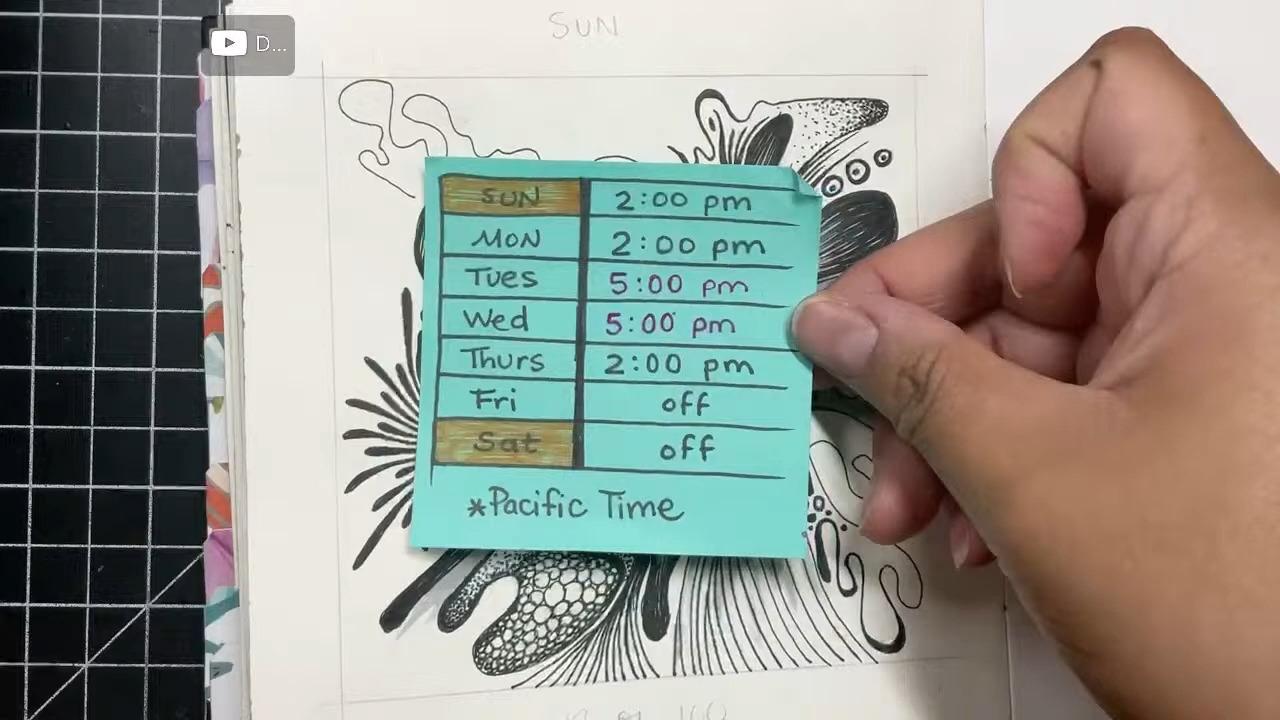 D...
SUN
SUN 2:00 pm
MON 2:00 pm
Tues 5:00 pm
Wed 5:00 pm
Thurs 2:00 pm
Fri off
Sat off
*Pacific Time
100